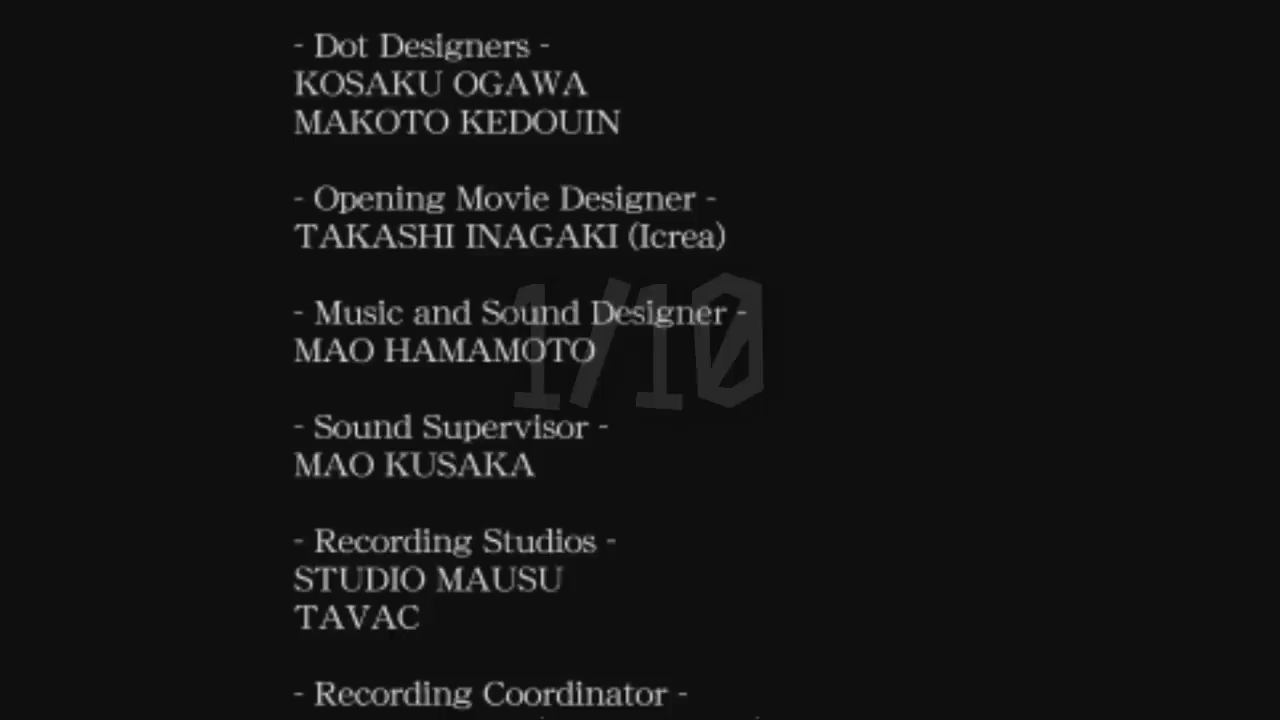 - Dot Designers -
KOSAKU OGAWA
MAKOTO KEDOUIN
- Opening Movie Designer -
TAKASHI INAGAKI (Icrea)
- Music and Sound Designer -
MAO HAMAMOTO
1/10
- Sound Supervisor -
MAO KUSAKA
- Recording Studios -
STUDIO MAUSU
TAVAC
- Recording Coordinator -